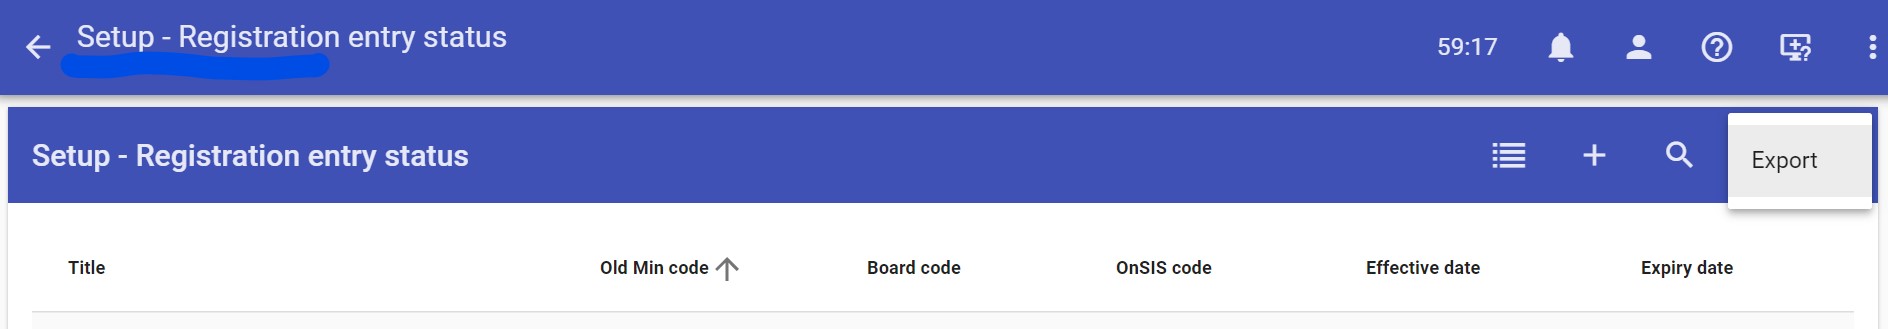 Setup - Registration entry status
59:17
Setup - Registration entry status
Export
Title Old Min code Board code OnSIS code Effective date Expiry date